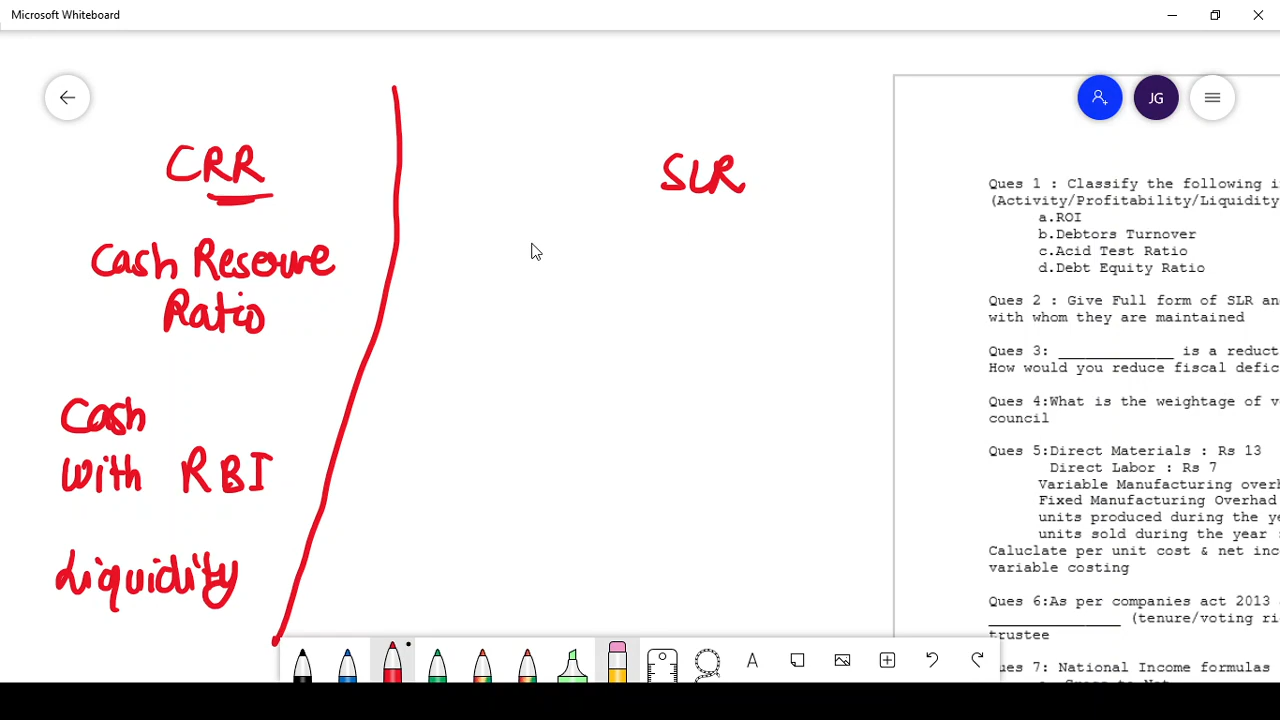 Microsoft Whiteboard
JG
CRR
Cash Reserve
Ratio
Cash
with RBI
Liquidity
SLR
Ques 1 : Classify the following i
(Activity/Profitability/Liquidity
a.ROI
b.Debtors Turnover
c.Acid Test Ratio
d.Debt Equity Ratio
Ques 2 : Give Full form of SLR an
with whom they are maintained
Ques 3: _____________ is a reduct
How would you reduce fiscal defic
Ques 4:What is the weightage of v
council
Ques 5:Direct Materials : Rs 13
Direct Labor : Rs 7
Variable Manufacturing overh
Fixed Manufacturing Overhad
units produced during the ye
units sold during the year
Caluclate per unit cost & net inc
variable costing
Ques 6:As per companies act 2013
_______________ (tenure/voting ri
trustee
ues 7: National Income formulas